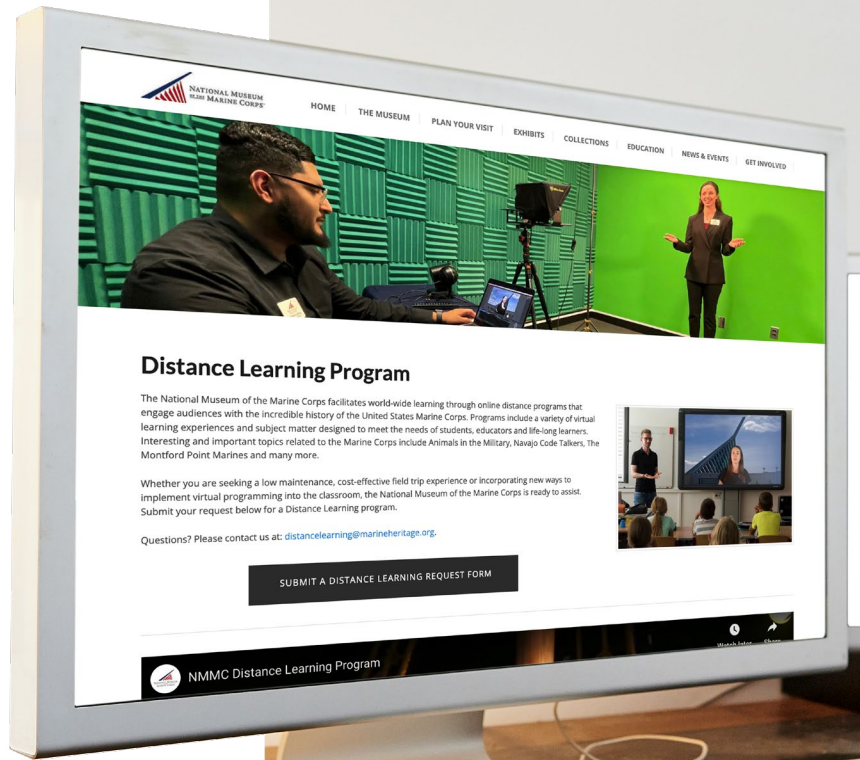 NATIONAL MUSEUM
OF THE MARINE CORPS
HOME
THE MUSEUM
PLAN YOUR VISIT
EXHIBITS
COLLECTIONS
EDUCATION
NEWS & EVENTS
GET INVOLVED
Distance Learning Program
The National Museum of the Marine Corps facilitates world-wide learning through online distance programs that
engage audiences with the incredible history of the United States Marine Corps. Programs include a variety of virtual
learning experiences and subject matter designed to meet the needs of students, educators and life-long learners.
Interesting and important topics related to the Marine Corps include Animals in the Military, Navajo Code Talkers, The
Montford Point Marines and many more.
Whether you are seeking a low maintenance, cost-effective field trip experience or incorporating new ways to
implement virtual programming into the classroom, the National Museum of the Marine Corps is ready to assist.
Submit your request below for a Distance Learning program.
Questions? Please contact us at: distancelearning@marineheritage.org.
SUBMIT A DISTANCE LEARNING REQUEST FORM
NMMC Distance Learning Program
Watch later
Share